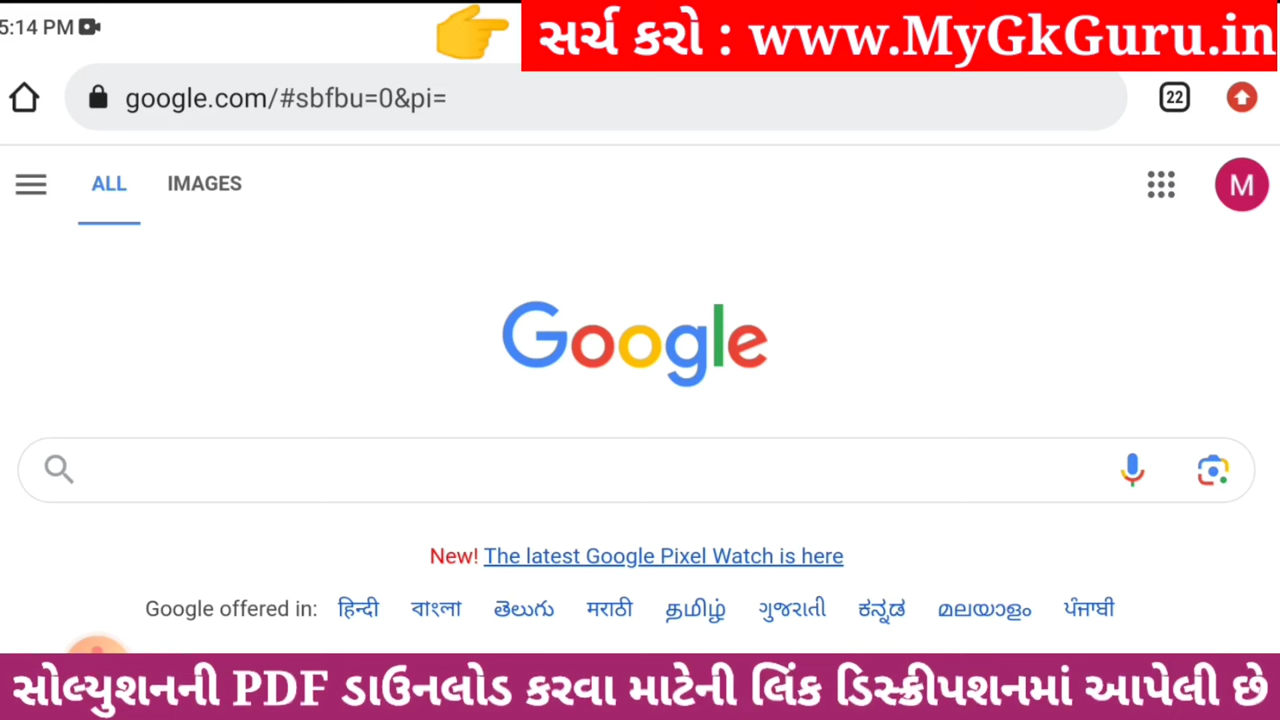 5:14 PM
સર્ચ કરો : www.MyGkGuru.in
google.com/#sbfbu=0&pi=
22
ALL IMAGES
M
Google
New! The latest Google Pixel Watch is here
Google offered in: हिन्दी বাংলা తెలుగు मराठी தமிழ் ગુજરાતી ಕನ್ನಡ മലയാളം ਪੰਜਾਬੀ
સોલ્યુશનની PDF ડાઉનલોડ કરવા માટેની લિંક ડિસ્ક્રીપશનમાં આપેલી છે